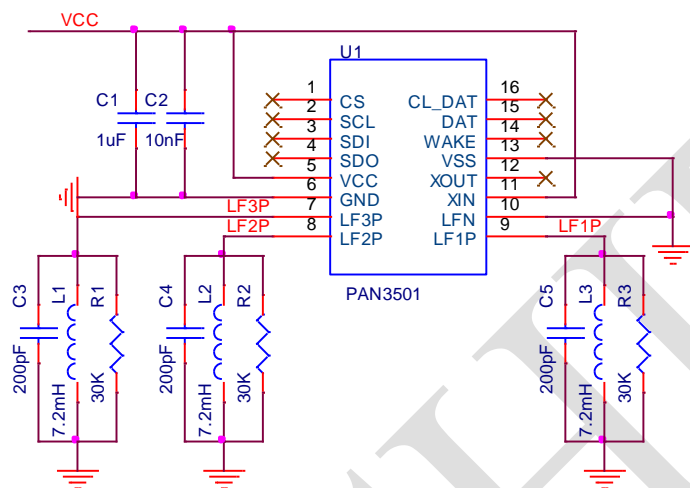 VCC
U1
C1
1uF
C2
10nF
1
CS
2
SCL
3
SDI
4
SDO
5
VCC
6
GND
7
LF3P
8
LF2P
16
CL_DAT
15
DAT
14
WAKE
13
VSS
12
XOUT
11
XIN
10
LFN
9
LF1P
LF3P
LF2P
LF1P
PAN3501
C3
200pF
L1
7.2mH
R1
30K
C4
200pF
L2
7.2mH
R2
30K
C5
200pF
L3
7.2mH
R3
30K